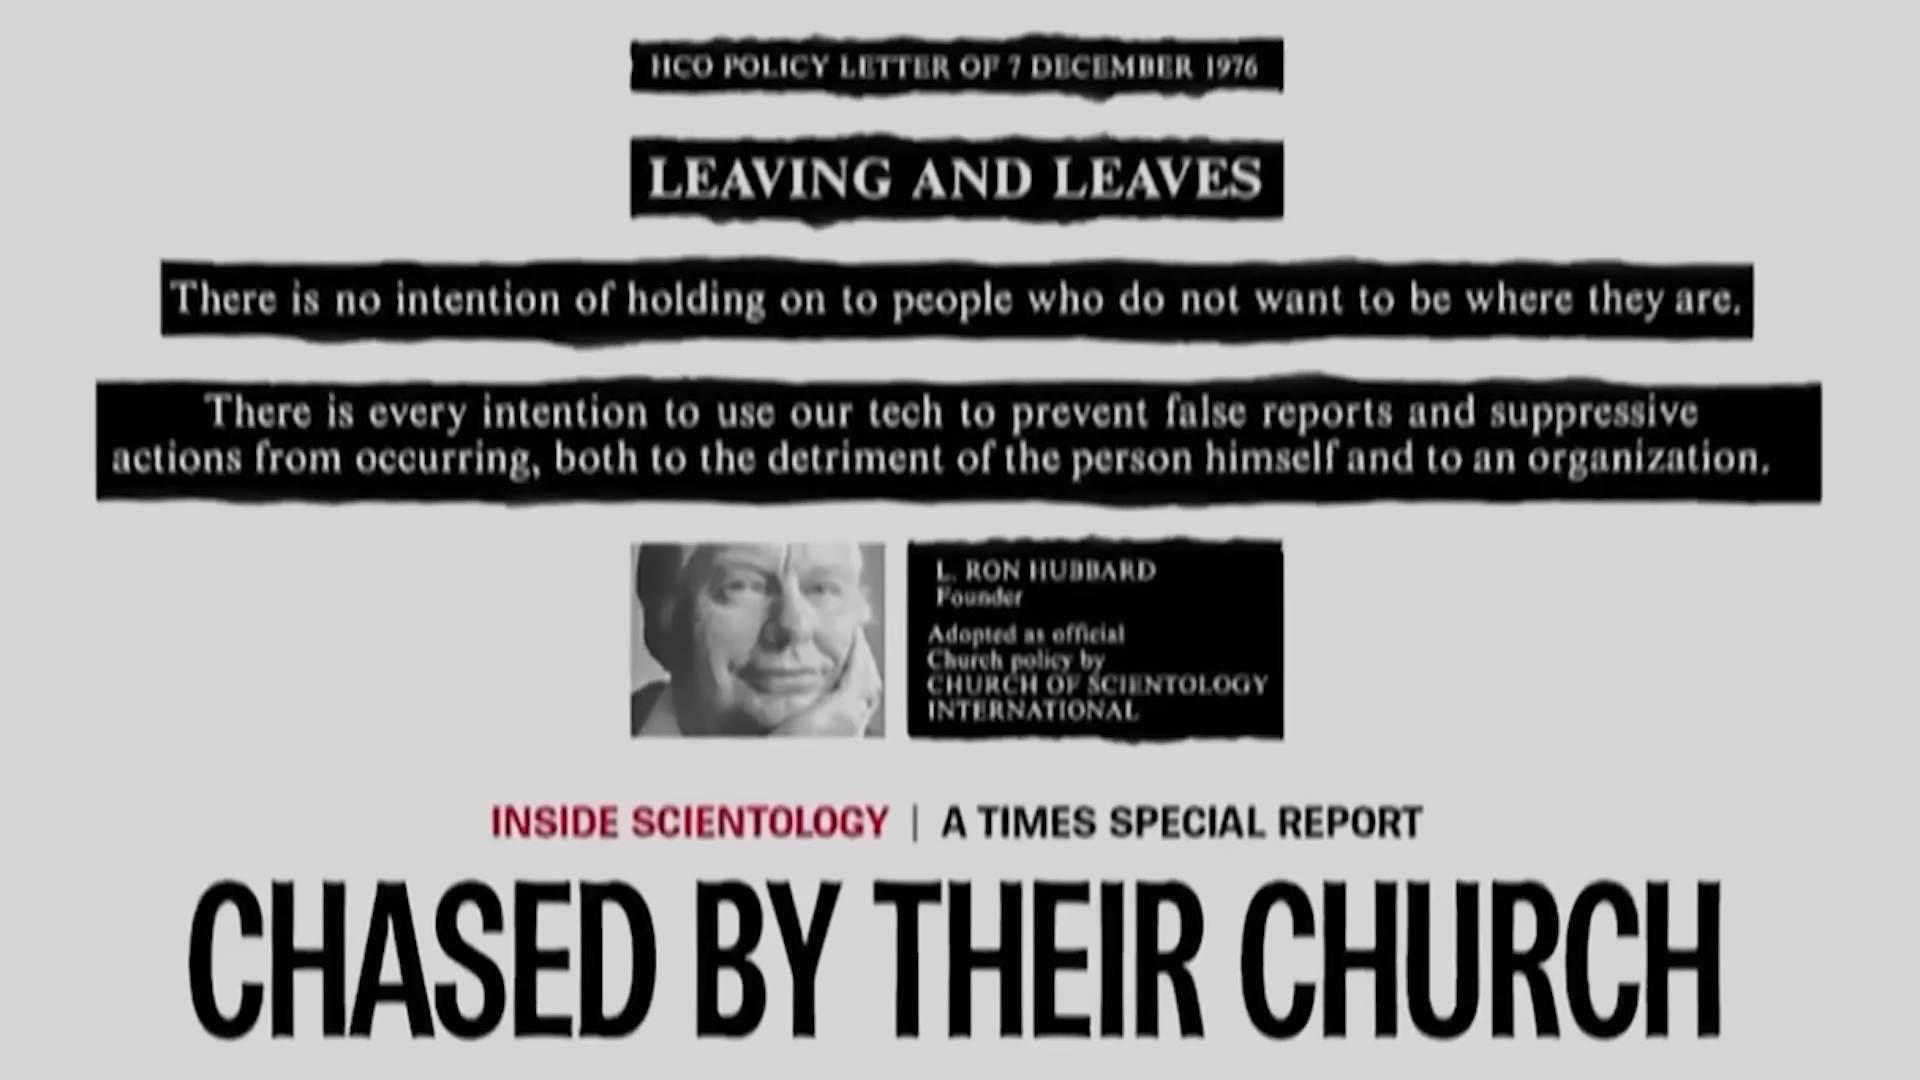 HCO POLICY LETTER OF 7 DECEMBER 1976
LEAVING AND LEAVES
There is no intention of holding on to people who do not want to be where they are.
There is every intention to use our tech to prevent false reports and suppressive
actions from occurring, both to the detriment of the person himself and to an organization.
L. RON HUBBARD
Founder
Adopted as official
Church policy by
CHURCH OF SCIENTOLOGY
INTERNATIONAL
INSIDE SCIENTOLOGY | A TIMES SPECIAL REPORT
CHASED BY THEIR CHURCH